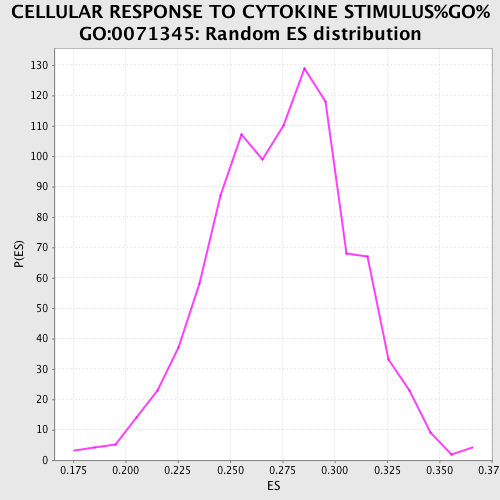 CELLULAR RESPONSE TO CYTOKINE STIMULUS%GO%
GO:0071345: Random ES distribution
130
120
110
100
90
80
70
60
50
40
30
20
10
0
P(ES)
0.175 0.200 0.225 0.250 0.275 0.300 0.325 0.350 0.37
ES